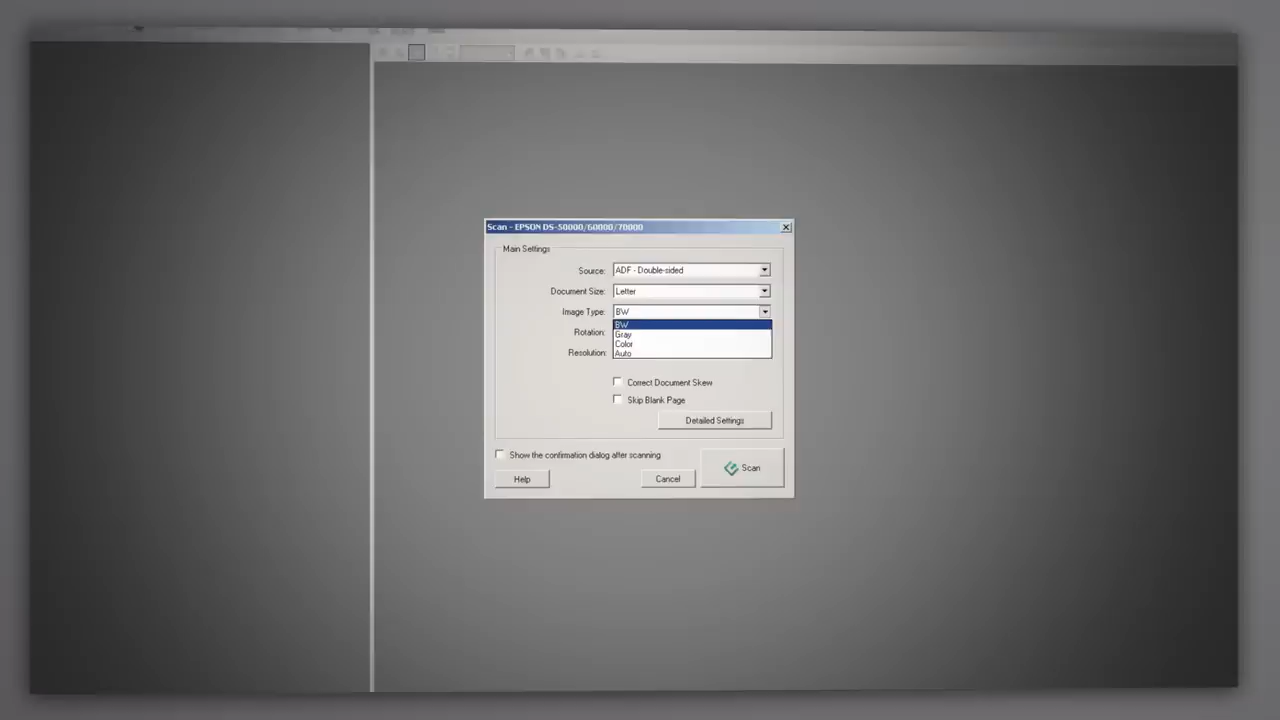 Scan - EPSON DS-50000/60000/70000
Main Settings
Source: ADF - Double-sided
Document Size: Letter
Image Type: BW
BW
Gray
Color
Auto
Rotation:
Resolution:
Correct Document Skew
Skip Blank Page
Detailed Settings
Show the confirmation dialog after scanning
Help
Cancel
Scan